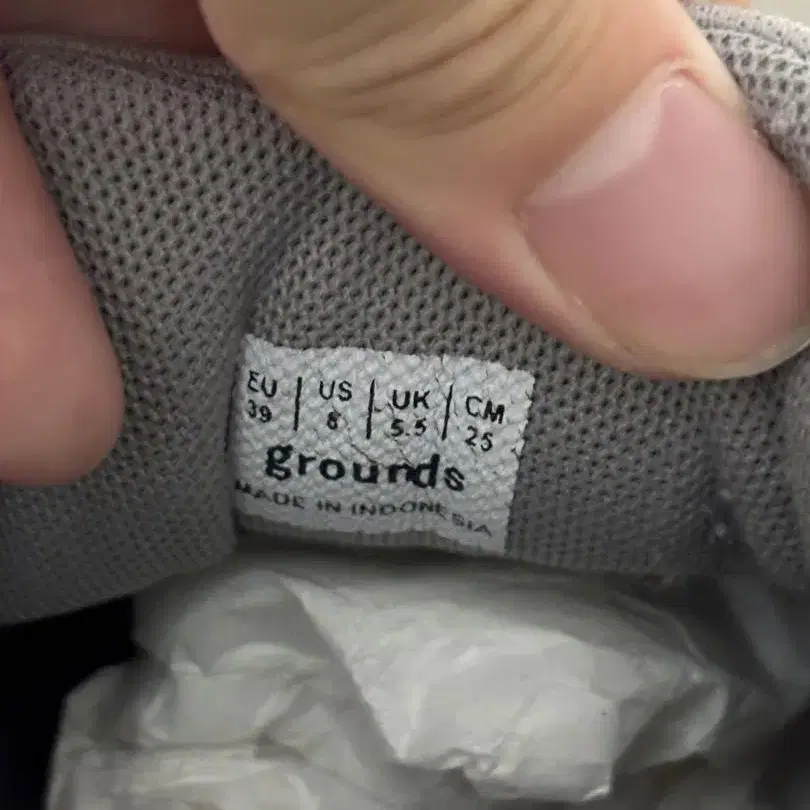 EU | US | UK | CM
39 | 8 | 5.5 | 25
grounds
MADE IN INDONESIA